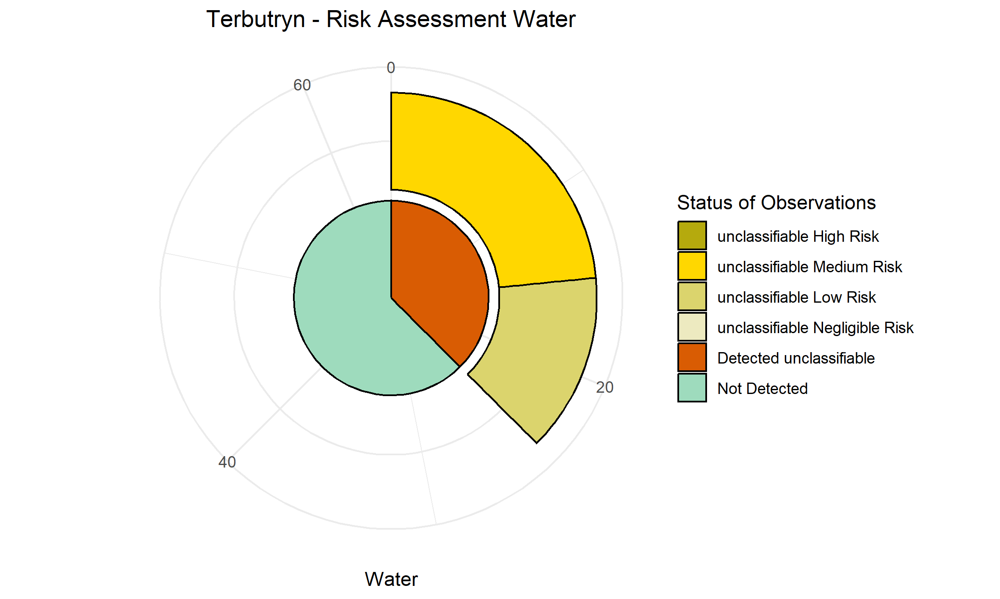 Terbutryn - Risk Assessment Water
0
60
20
40
Water
Status of Observations
unclassifiable High Risk
unclassifiable Medium Risk
unclassifiable Low Risk
unclassifiable Negligible Risk
Detected unclassifiable
Not Detected